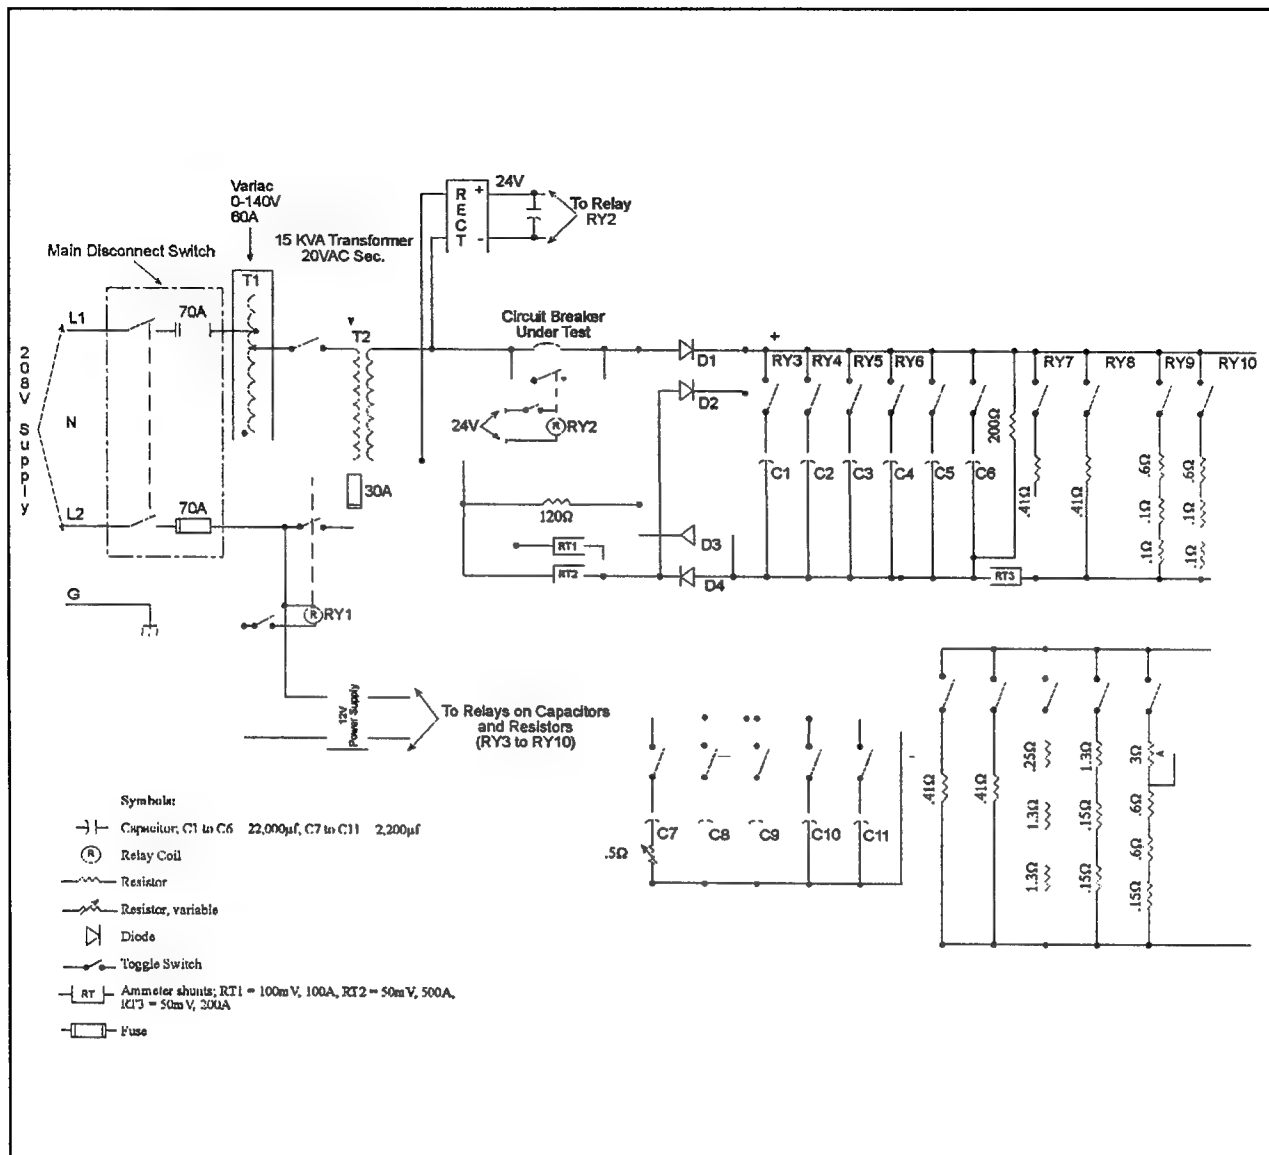 Variac
0-140V
60A
15 KVA Transformer
20VAC Sec.
Main Disconnect Switch
RECT
+
-
24V
To Relay
RY2
T1
70A
L1
208V Supply
N
L2
70A
G
T2
30A
Circuit Breaker
Under Test
24V
R
RY2
120Ω
RT1
RT2
D1
D2
D3
D4
+
RY3
RY4
RY5
RY6
RY7
RY8
RY9
RY10
C1
C2
C3
C4
C5
C6
200Ω
.41Ω
.41Ω
.6Ω
.1Ω
.1Ω
.6Ω
.1Ω
.1Ω
RT3
R
RY1
12V
Power Supply
To Relays on Capacitors
and Resistors
(RY3 to RY10)
C7
C8
C9
C10
C11
-
.5Ω
.41Ω
.41Ω
.25Ω
1.3Ω
1.3Ω
1.3Ω
.15Ω
.15Ω
3Ω
.6Ω
.6Ω
.15Ω
Symbols:
Capacitor; C1 to C6 22,000µf, C7 to C11 2,200µf
R
Relay Coil
Resistor
Resistor, variable
Diode
Toggle Switch
RT
Ammeter shunts; RT1 = 100mV, 100A, RT2 = 50mV, 500A,
RT3 = 50mV, 200A
Fuse